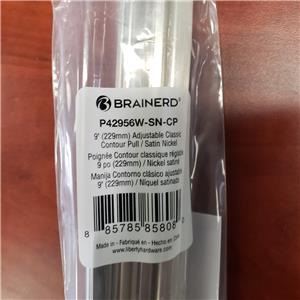 BRAINERD®
P42956W-SN-CP
9" (229mm) Adjustable Classic
Contour Pull / Satin Nickel
Poignée Contour classique réglable
9 po (229mm) / Nickel satiné
Manija Contorno clásico ajustable
9" (229mm) / Níquel satinado
8 85785 85808
Made in - Fabriqué en - Hecho en
www.libertyhardware.com